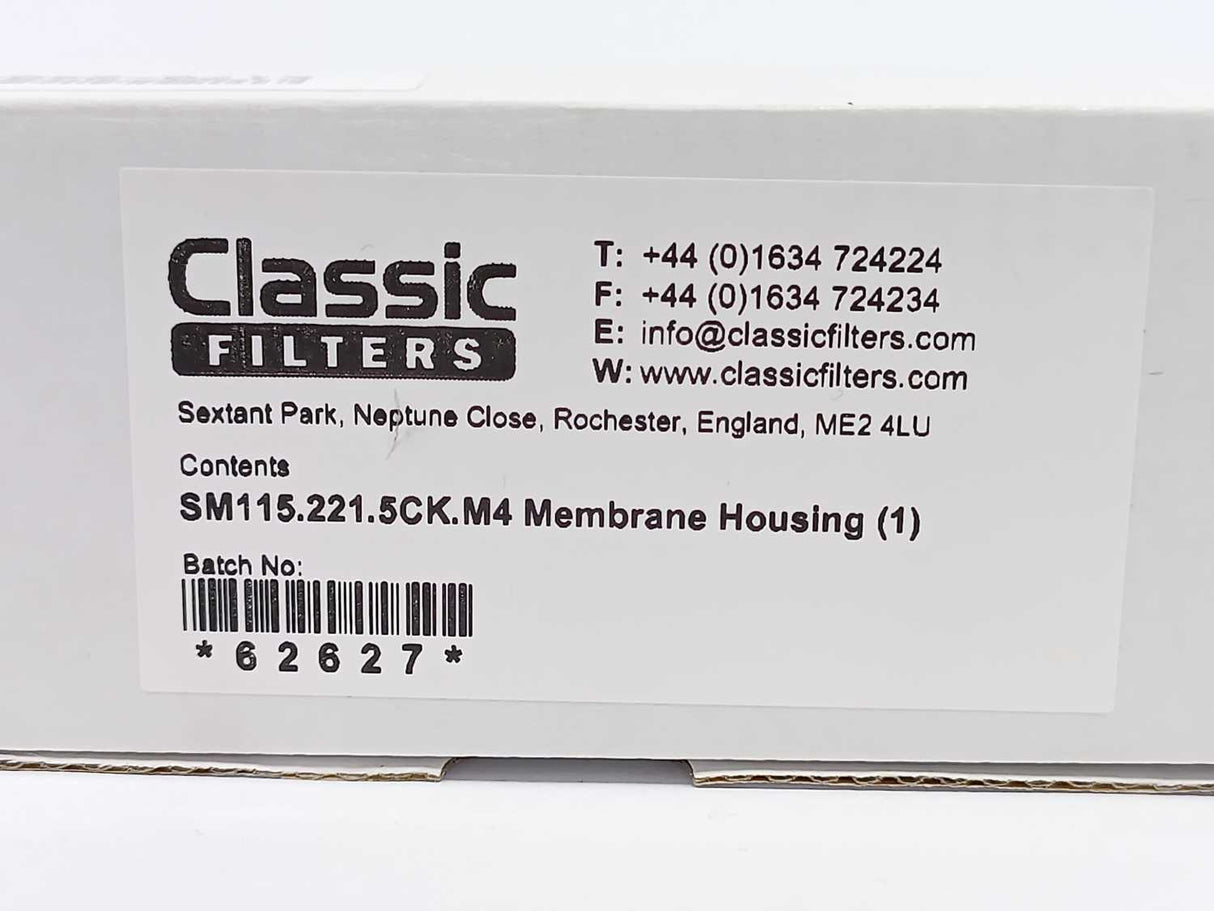 Classic
FILTERS
T: +44 (0)1634 724224
F: +44 (0)1634 724234
E: info@classicfilters.com
W: www.classicfilters.com
Sextant Park, Neptune Close, Rochester, England, ME2 4LU
Contents
SM115.221.5CK.M4 Membrane Housing (1)
Batch No:
*62627*